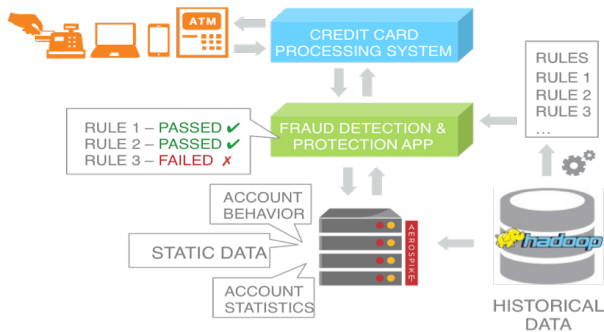 ATM
CREDIT CARD
PROCESSING SYSTEM
RULES
RULE 1
RULE 2
RULE 3
...
RULE 1 – PASSED ✔
RULE 2 – PASSED ✔
RULE 3 – FAILED ✗
FRAUD DETECTION &
PROTECTION APP
ACCOUNT
BEHAVIOR
STATIC DATA
ACCOUNT
STATISTICS
AEROSPIKE
hadoop
HISTORICAL
DATA